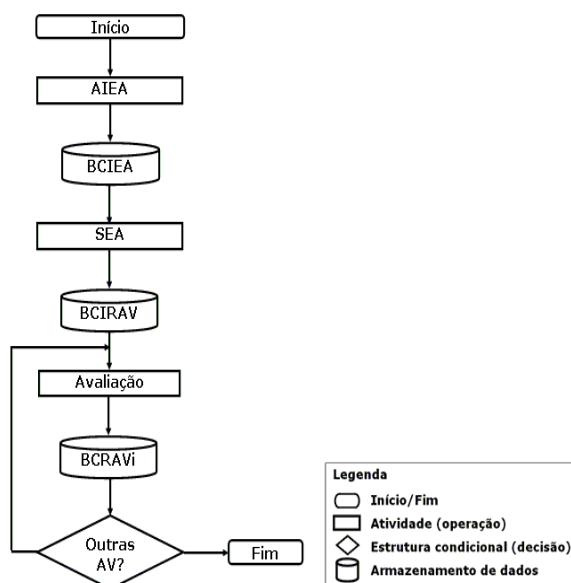 Início
AIEA
BCIEA
SEA
BCIRAV
Avaliação
BCRAVi
Outras
AV?
Fim
Legenda
Início/Fim
Atividade (operação)
Estrutura condicional (decisão)
Armazenamento de dados